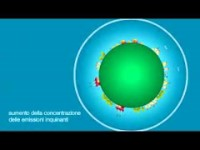 aumento della concentrazione
delle emissioni inquinanti